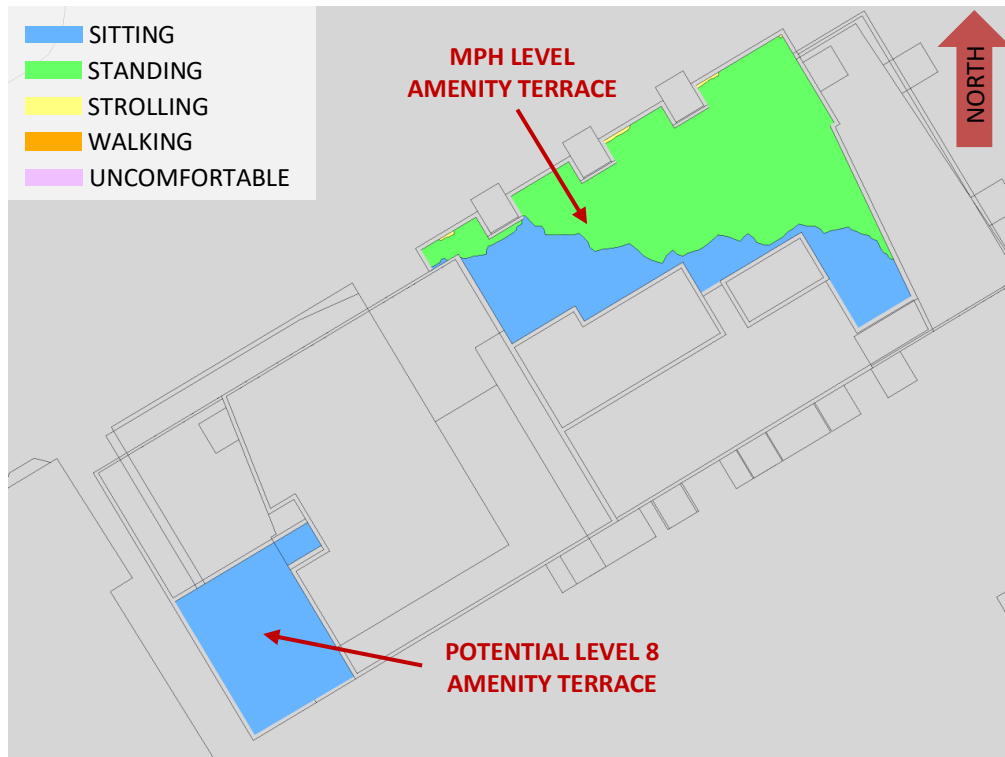 SITTING
STANDING
STROLLING
WALKING
UNCOMFORTABLE
MPH LEVEL
AMENITY TERRACE
NORTH
POTENTIAL LEVEL 8
AMENITY TERRACE